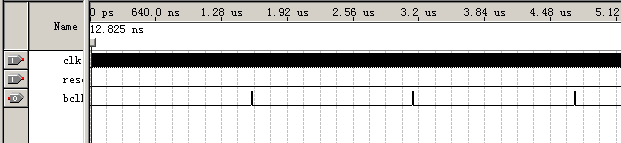 0 ps 640.0 ns 1.28 us 1.92 us 2.56 us 3.2 us 3.84 us 4.48 us 5.12
Name
12.825 ns
clk
rese
bcl